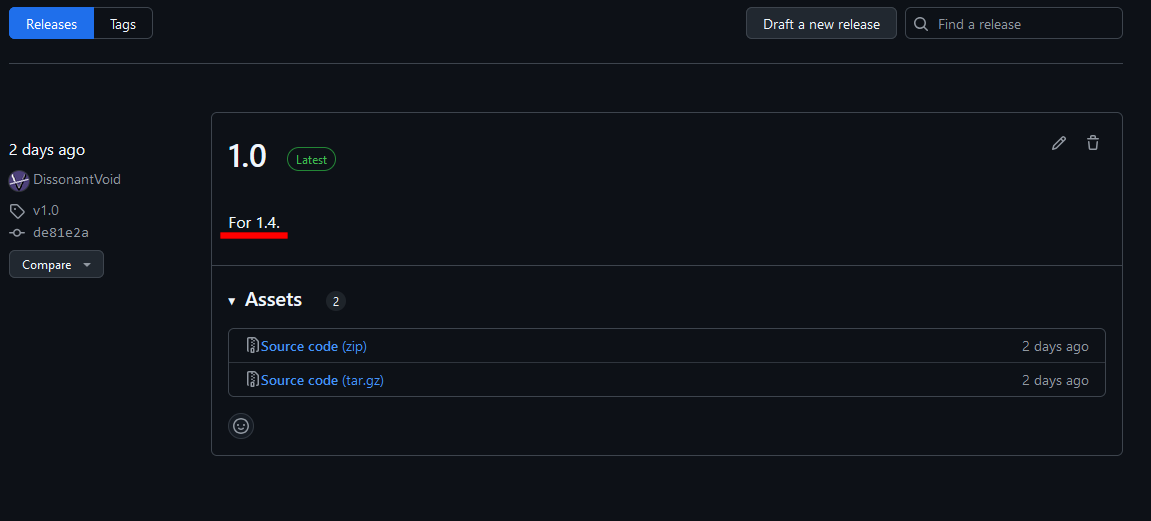 Releases Tags Draft a new release Find a release
2 days ago
DissonantVoid
v1.0
de81e2a
Compare
1.0 Latest
For 1.4.
Assets 2
Source code (zip) 2 days ago
Source code (tar.gz) 2 days ago